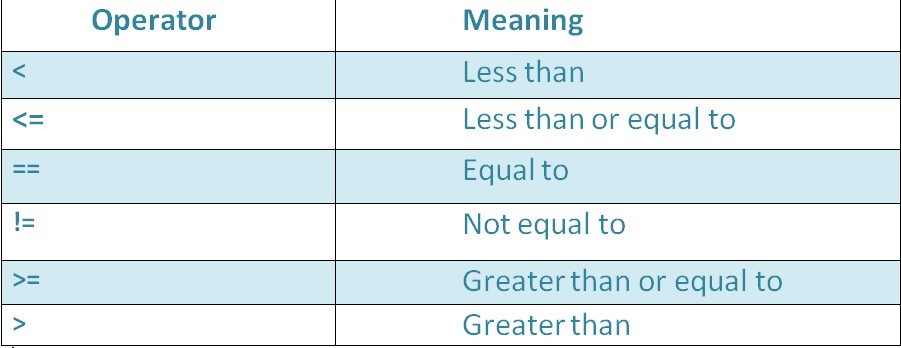 Operator Meaning
< Less than
<= Less than or equal to
== Equal to
!= Not equal to
>= Greater than or equal to
> Greater than